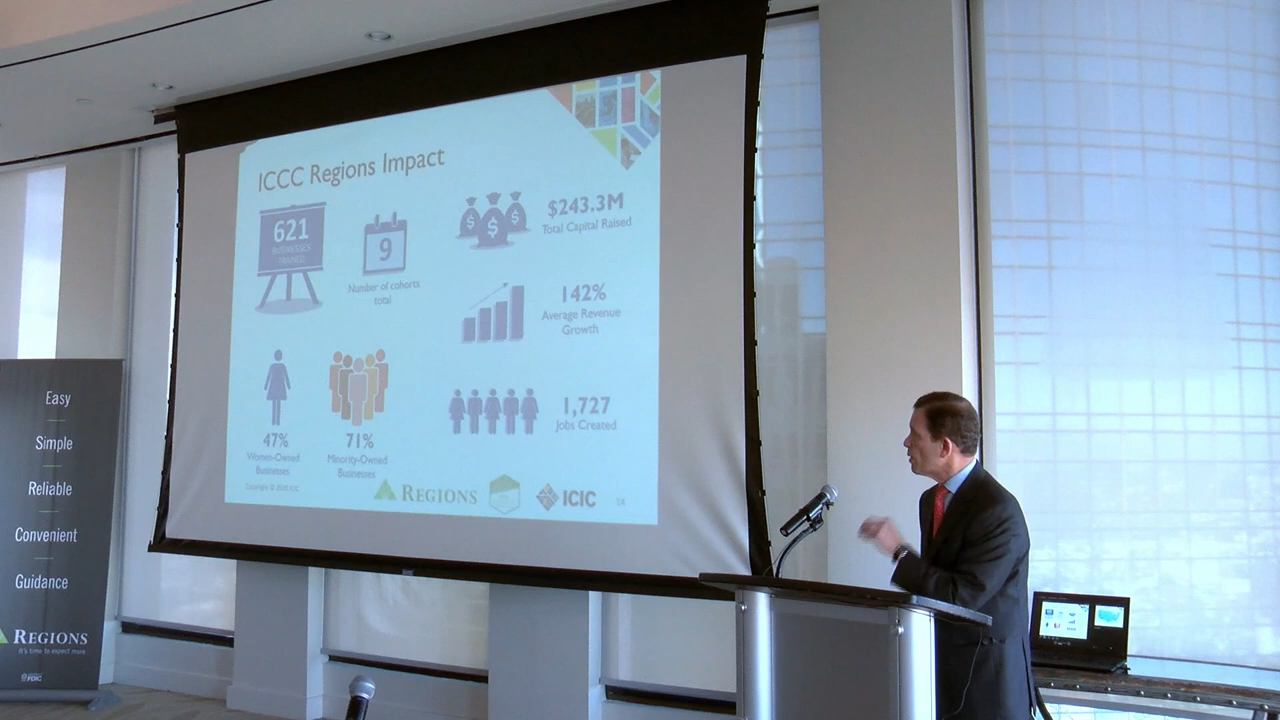 ICCC Regions Impact
621
BUSINESSES
TRAINED
9
Number of cohorts
total
$243.3M
Total Capital Raised
142%
Average Revenue
Growth
47%
Women-Owned
Businesses
71%
Minority-Owned
Businesses
1,727
Jobs Created
REGIONS
ICIC
14
Easy
Simple
Reliable
Convenient
Guidance
REGIONS
It's time to expect more.
FDIC